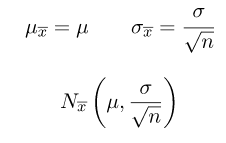 μ_x̅ = μ σ_x̅ = σ/√n
N_x̅ (μ, σ/√n)